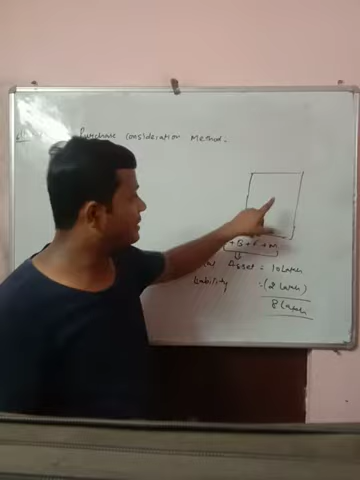 Purchase Consideration Method:
+ B + F + M
Asset = 10 Lakh
Liability = (2 Lakh)
8 Lakh